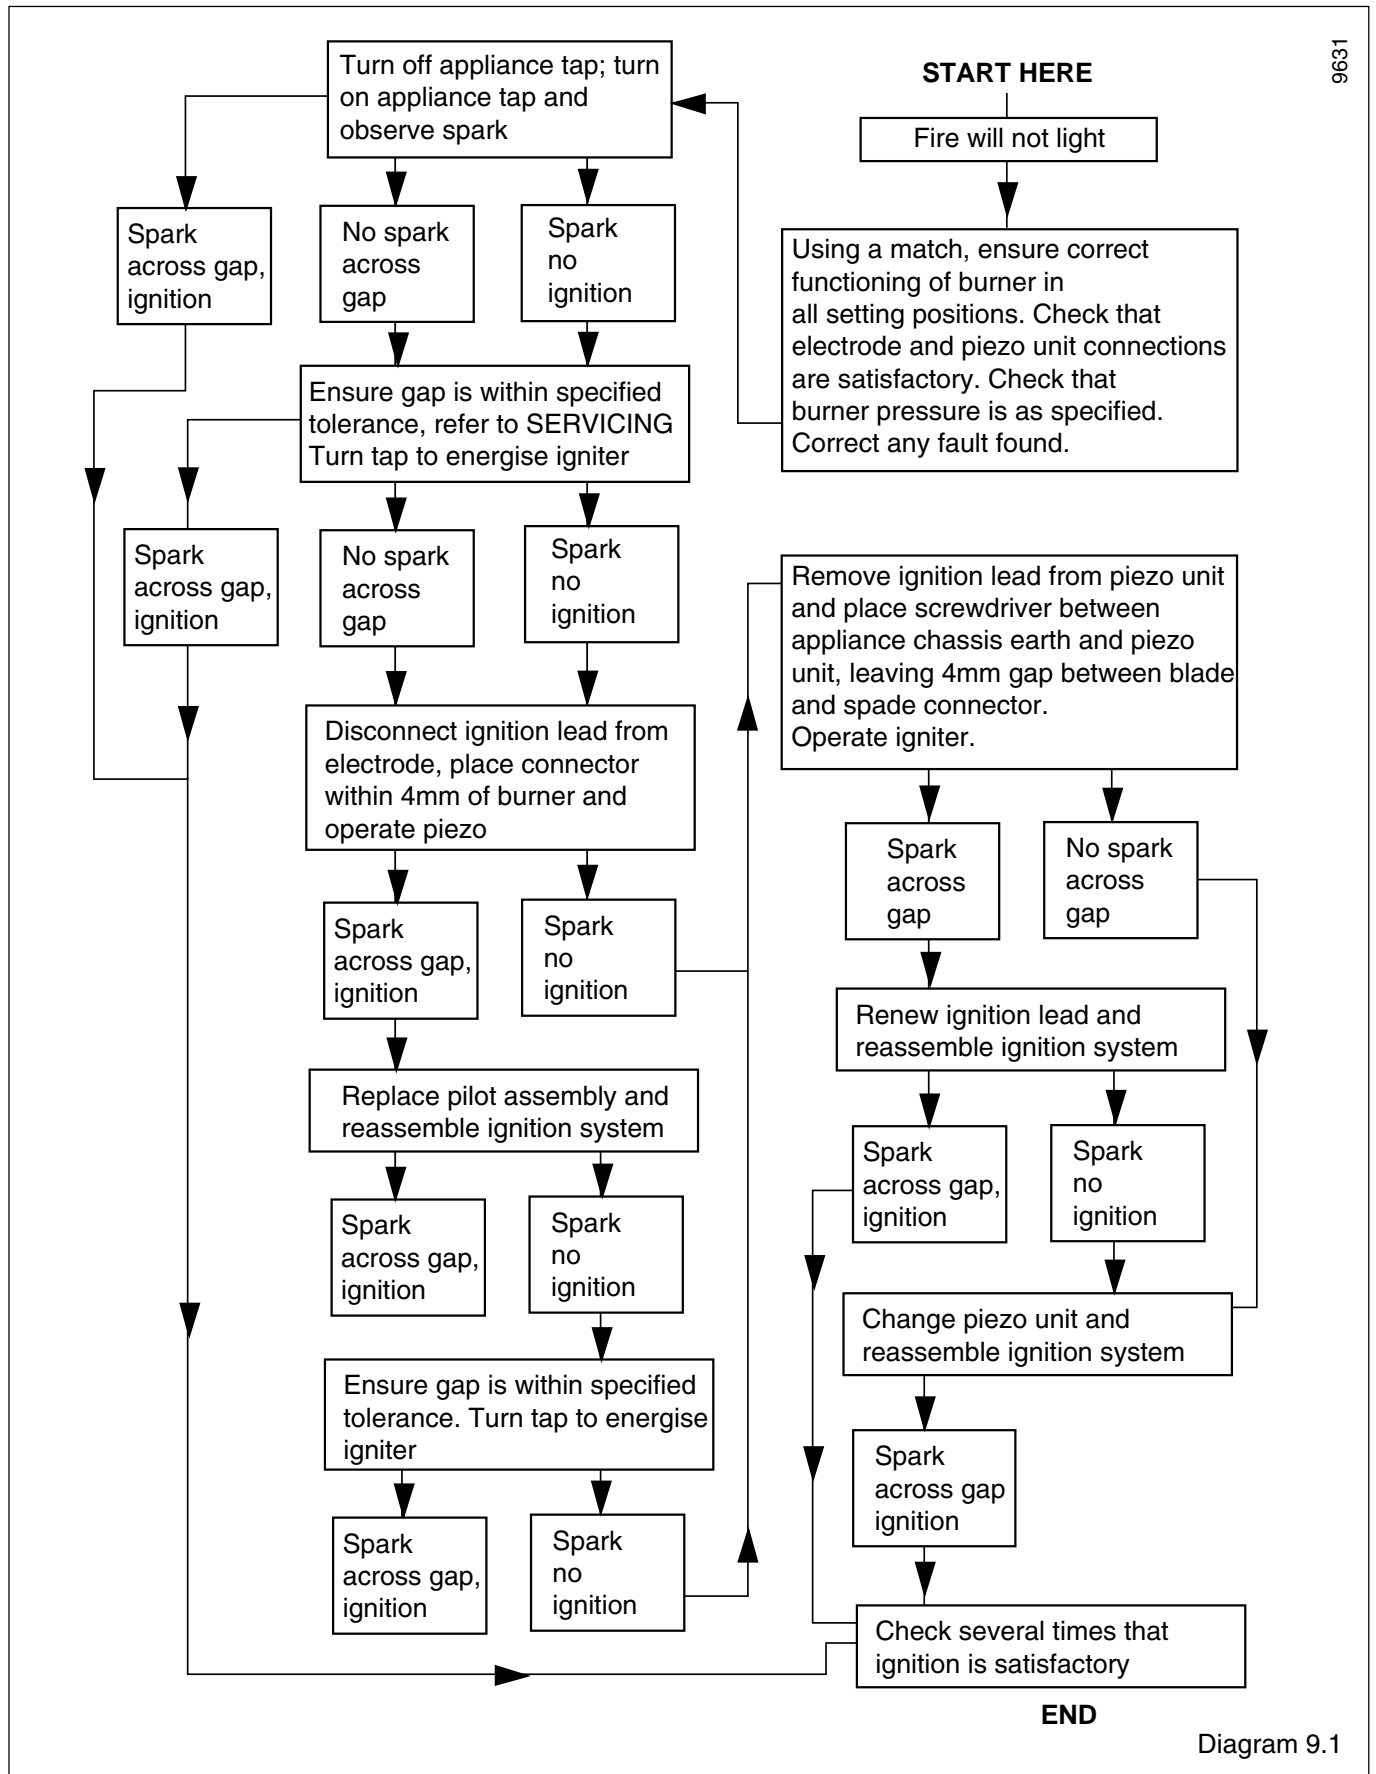 9631
START HERE
Fire will not light
Using a match, ensure correct
functioning of burner in
all setting positions. Check that
electrode and piezo unit connections
are satisfactory. Check that
burner pressure is as specified.
Correct any fault found.
Turn off appliance tap; turn
on appliance tap and
observe spark
Spark
across gap,
ignition
No spark
across
gap
Spark
no
ignition
Ensure gap is within specified
tolerance, refer to SERVICING
Turn tap to energise igniter
Spark
across gap,
ignition
No spark
across
gap
Spark
no
ignition
Disconnect ignition lead from
electrode, place connector
within 4mm of burner and
operate piezo
Spark
across gap,
ignition
Spark
no
ignition
Replace pilot assembly and
reassemble ignition system
Spark
across gap,
ignition
Spark
no
ignition
Ensure gap is within specified
tolerance. Turn tap to energise
igniter
Spark
across gap,
ignition
Spark
no
ignition
Remove ignition lead from piezo unit
and place screwdriver between
appliance chassis earth and piezo
unit, leaving 4mm gap between blade
and spade connector.
Operate igniter.
Spark
across
gap
No spark
across
gap
Renew ignition lead and
reassemble ignition system
Spark
across gap,
ignition
Spark
no
ignition
Change piezo unit and
reassemble ignition system
Spark
across gap
ignition
Check several times that
ignition is satisfactory
END
Diagram 9.1